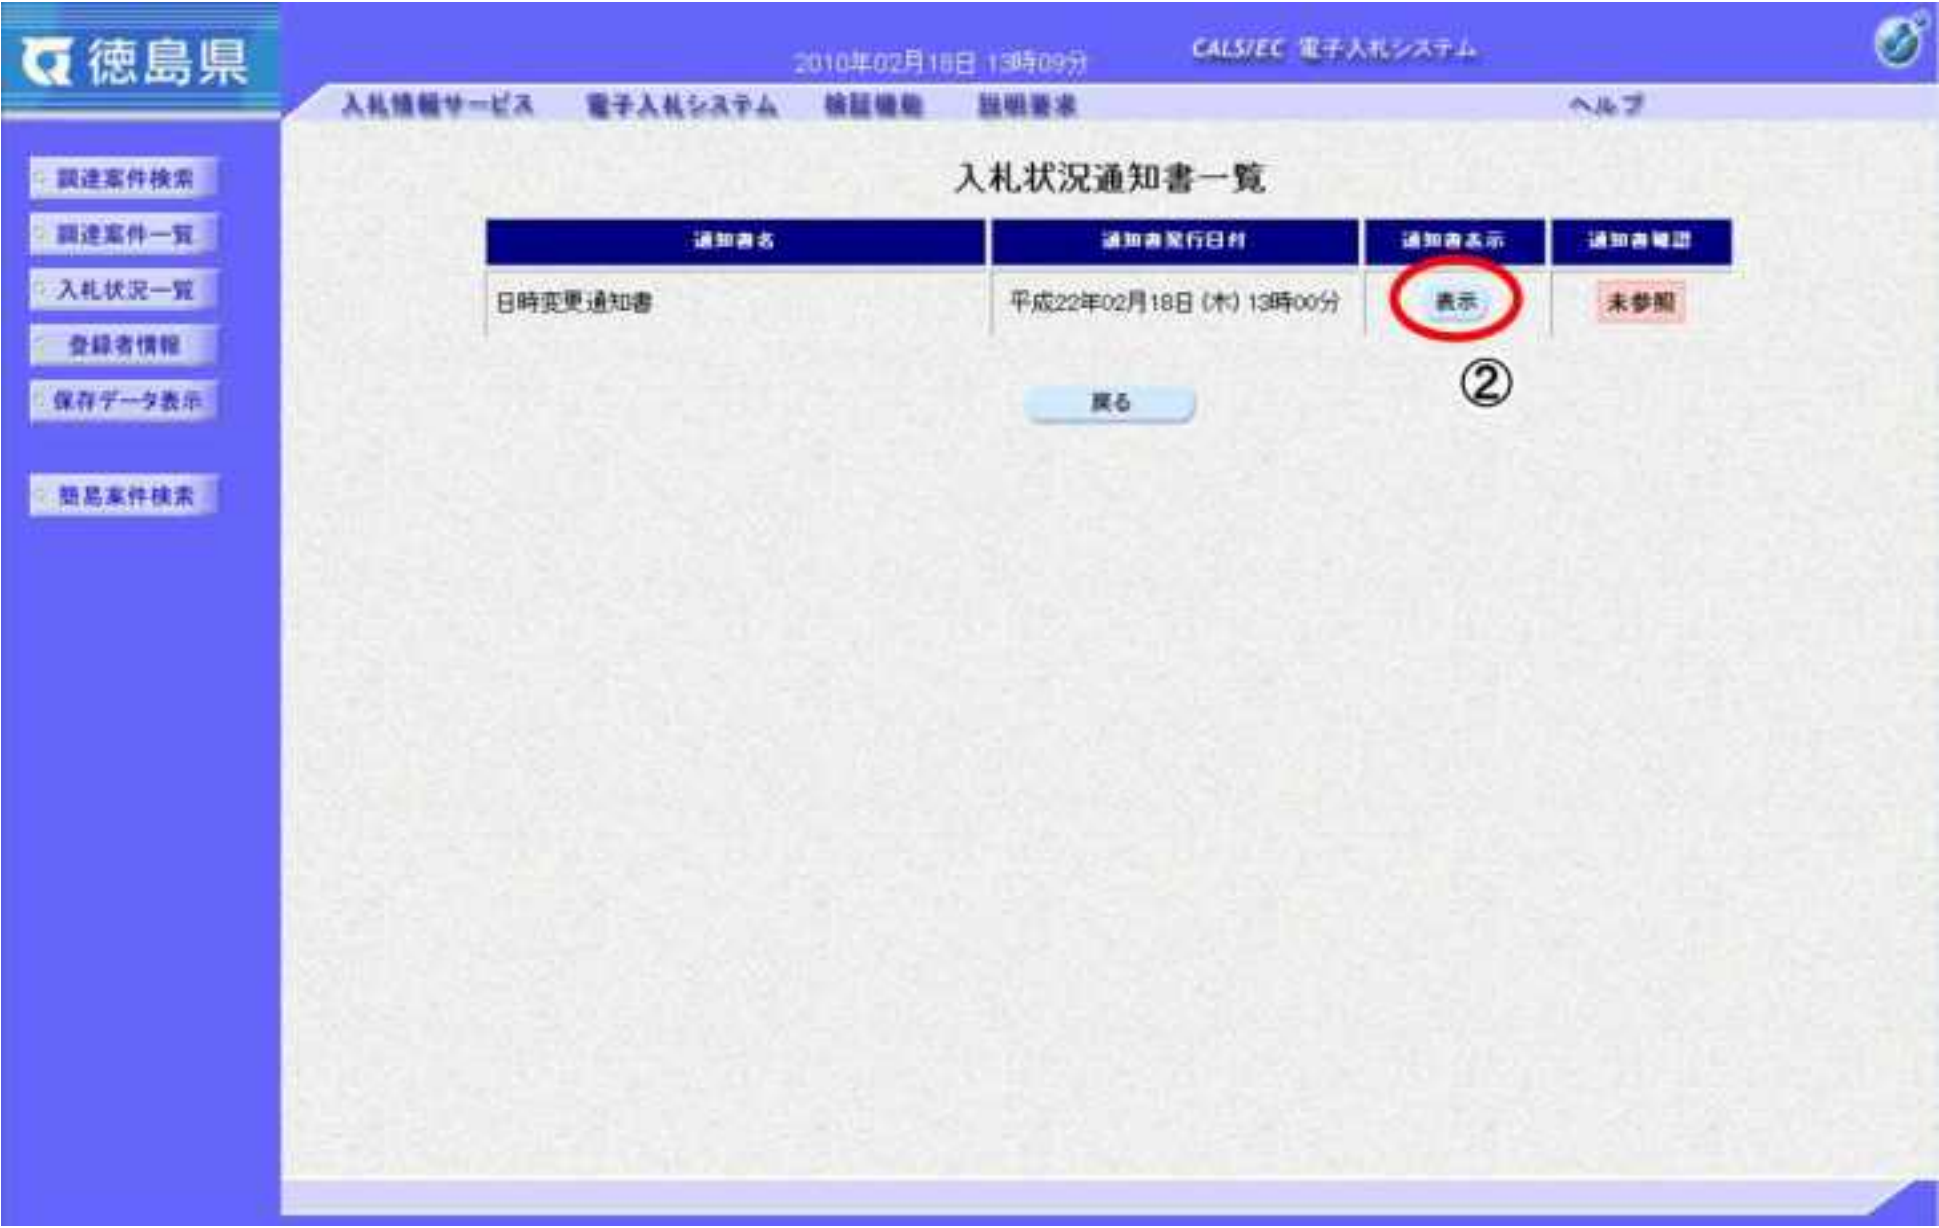 徳島県
2010年02月18日 13時09分
CALS/EC 電子入札システム
入札情報サービス 電子入札システム 検証機能 説明要求 ヘルプ
調達案件検索
調達案件一覧
入札状況一覧
登録者情報
保存データ表示
簡易案件検索
入札状況通知書一覧
通知書名 通知書発行日付 通知書表示 通知書確認
日時変更通知書 平成22年02月18日 (木) 13時00分 表示 未参照
②
戻る